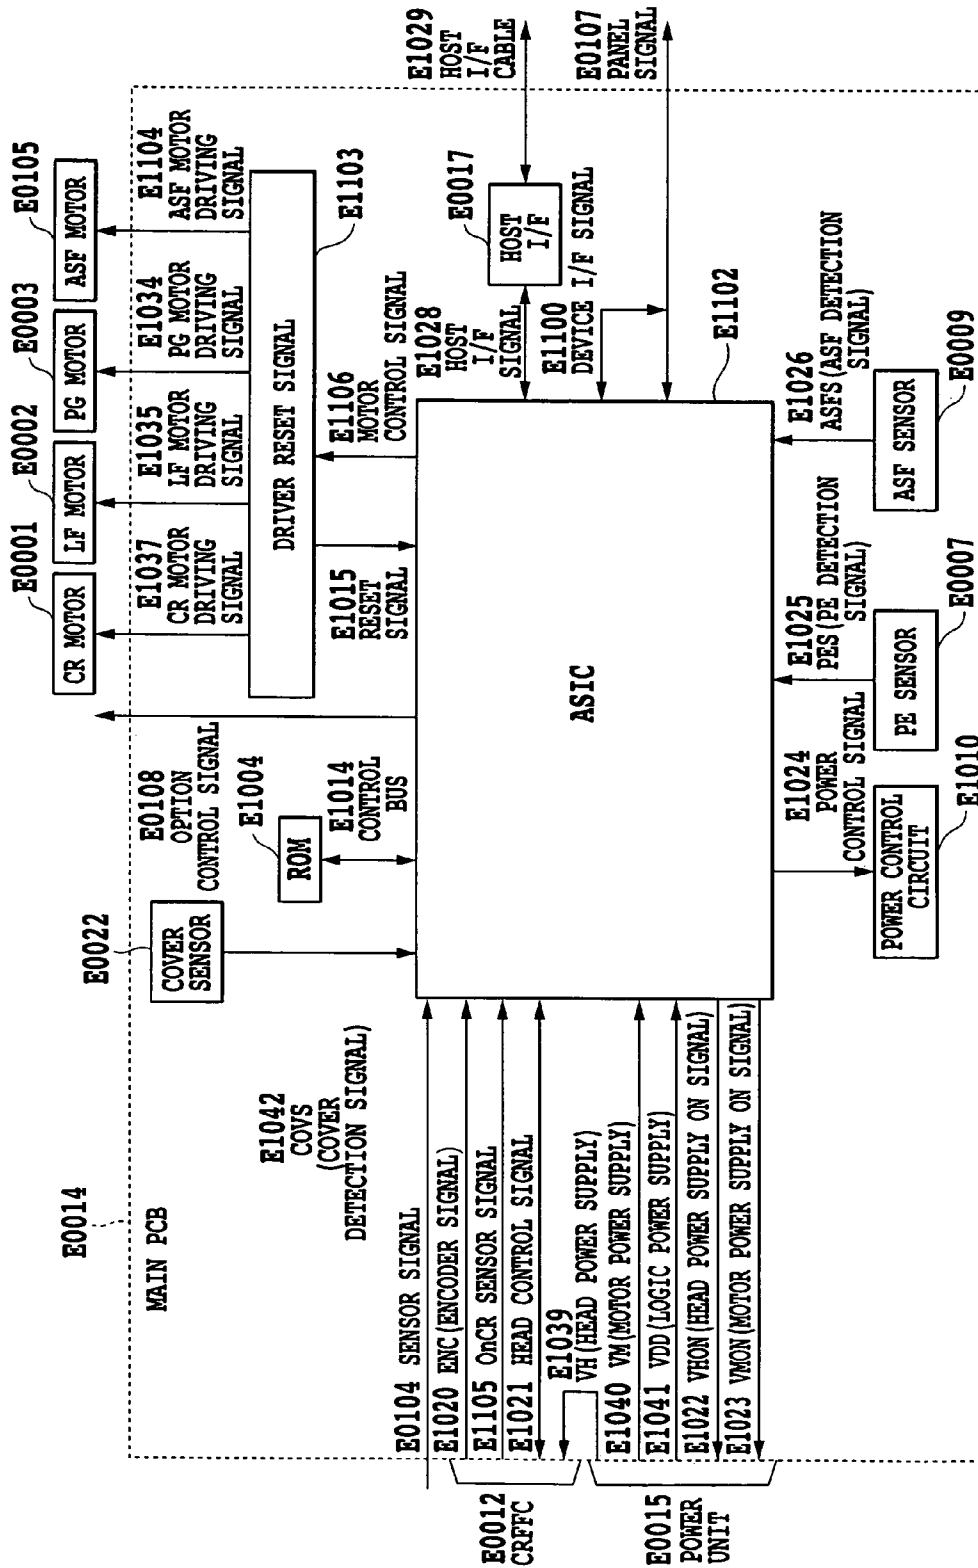 E0014
MAIN PCB
E0022
COVER
SENSOR
E0108
OPTION
CONTROL SIGNAL
E1004
ROM
E1014
CONTROL
BUS
E1042
COVS
(COVER
DETECTION SIGNAL)
E0001
CR MOTOR
E0002
LF MOTOR
E0003
PG MOTOR
E0105
ASF MOTOR
E1037
CR MOTOR
DRIVING
SIGNAL
E1035
LF MOTOR
DRIVING
SIGNAL
E1034
PG MOTOR
DRIVING
SIGNAL
E1104
ASF MOTOR
DRIVING
SIGNAL
DRIVER RESET SIGNAL
E1103
E1015
RESET
SIGNAL
E1106
MOTOR
CONTROL SIGNAL
E1028
HOST
I/F
SIGNAL
E0017
HOST
I/F
E1029
HOST
I/F
CABLE
E1100
DEVICE I/F SIGNAL
E0107
PANEL
SIGNAL
E1102
ASIC
E0104 SENSOR SIGNAL
E1020 ENC(ENCODER SIGNAL)
E1105 OnCR SENSOR SIGNAL
E1021 HEAD CONTROL SIGNAL
E1039
VH(HEAD POWER SUPPLY)
E1040 VM(MOTOR POWER SUPPLY)
E1041 VDD(LOGIC POWER SUPPLY)
E1022 VHON(HEAD POWER SUPPLY ON SIGNAL)
E1023 VMON(MOTOR POWER SUPPLY ON SIGNAL)
E0012
CRFFC
E0015
POWER
UNIT
E1024
POWER
CONTROL SIGNAL
POWER CONTROL
CIRCUIT
E1010
E1025
PES(PE DETECTION
SIGNAL)
PE SENSOR
E0007
E1026
ASFS(ASF DETECTION
SIGNAL)
ASF SENSOR
E0009